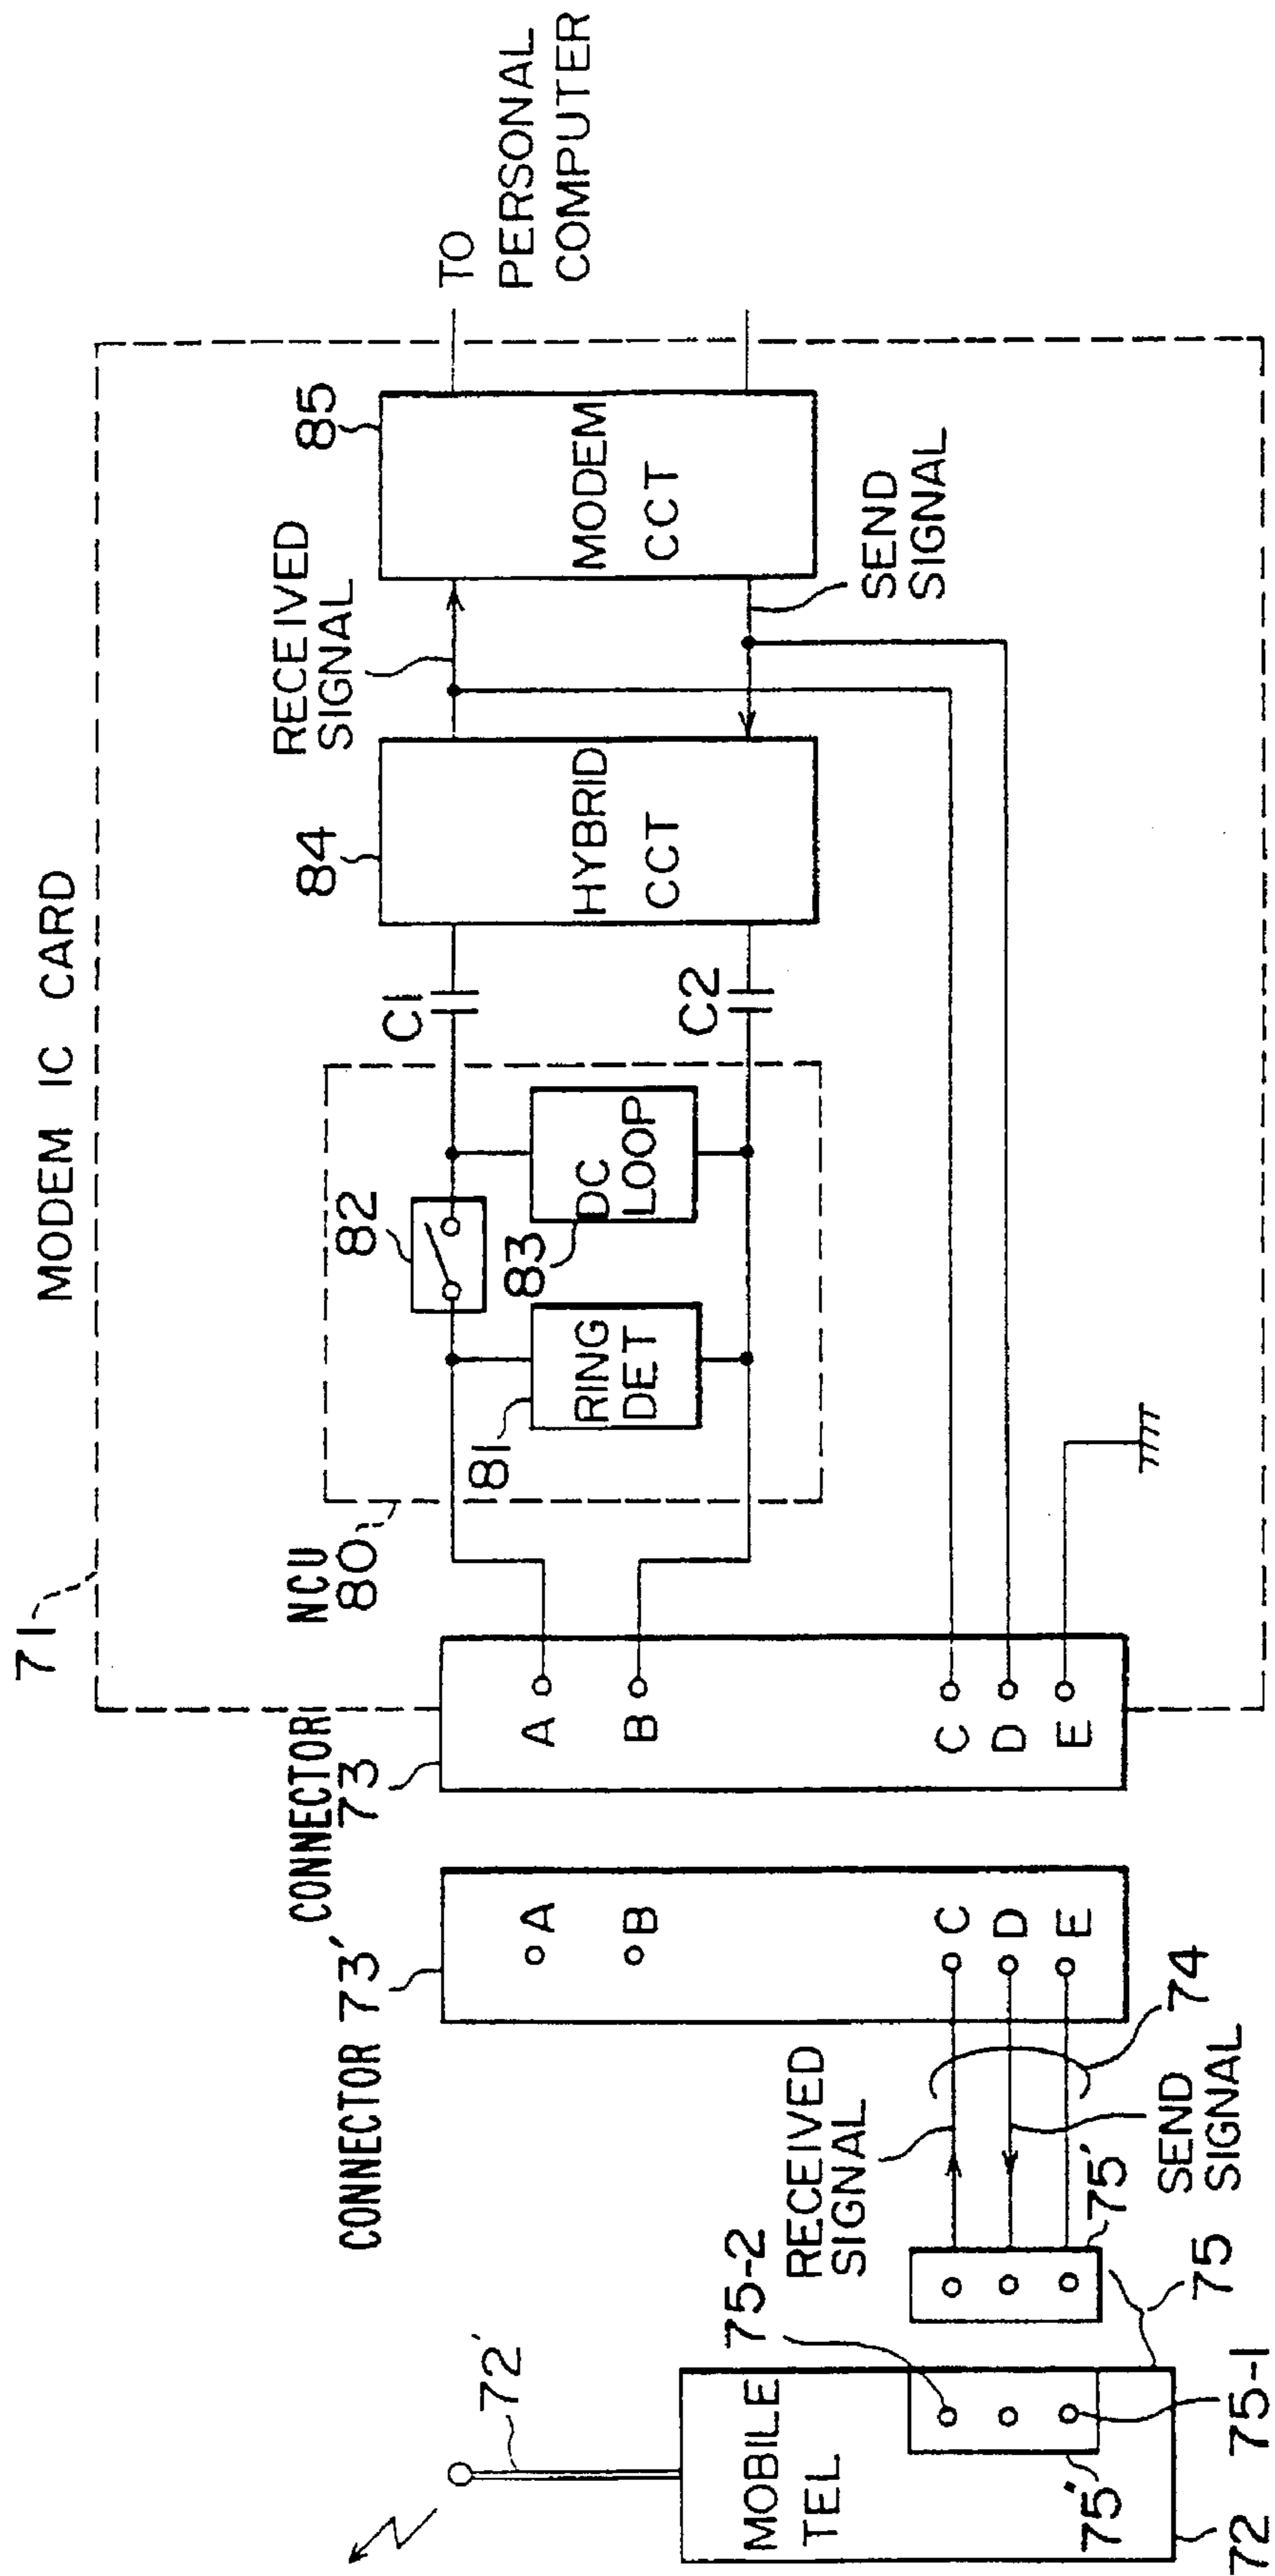 71
MODEM IC CARD
CONNECTOR 73'
CONNECTOR
73
NCU
80
82
C1
84
RECEIVED
SIGNAL
85
TO
PERSONAL
COMPUTER
81
RING
DET
83
DC
LOOP
C2
HYBRID
CCT
MODEM
CCT
SEND
SIGNAL
72'
MOBILE
TEL
75-2
RECEIVED
SIGNAL
A
B
C
D
E
A
B
C
D
E
74
SEND
SIGNAL
75'
75
75-1
75"
72